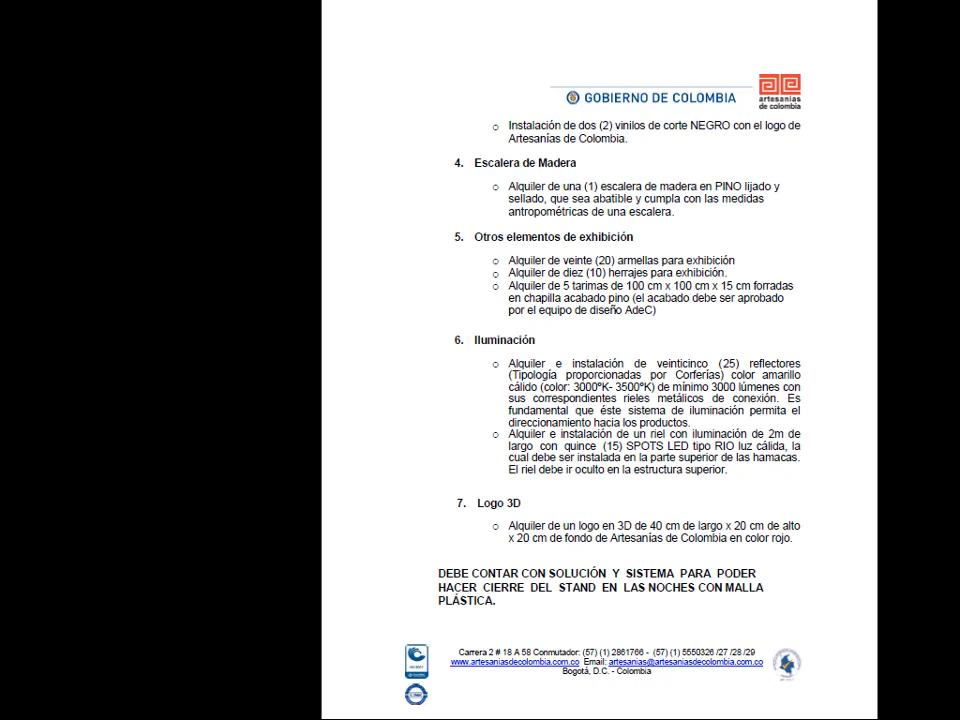 GOBIERNO DE COLOMBIA
artesanías
de colombia
o Instalación de dos (2) vinilos de corte NEGRO con el logo de
Artesanías de Colombia.
4. Escalera de Madera
o Alquiler de una (1) escalera de madera en PINO lijado y
sellado, que sea abatible y cumpla con las medidas
antropométricas de una escalera.
5. Otros elementos de exhibición
o Alquiler de veinte (20) armellas para exhibición
o Alquiler de diez (10) herrajes para exhibición.
o Alquiler de 5 tarimas de 100 cm x 100 cm x 15 cm forradas
en chapilla acabado pino (el acabado debe ser aprobado
por el equipo de diseño AdeC)
6. Iluminación
o Alquiler e instalación de veinticinco (25) reflectores
(Tipología proporcionadas por Corferías) color amarillo
cálido (color: 3000°K- 3500°K) de mínimo 3000 lúmenes con
sus correspondientes rieles metálicos de conexión. Es
fundamental que éste sistema de iluminación permita el
direccionamiento hacia los productos.
o Alquiler e instalación de un riel con iluminación de 2m de
largo con quince (15) SPOTS LED tipo RIO luz cálida, la
cual debe ser instalada en la parte superior de las hamacas.
El riel debe ir oculto en la estructura superior.
7. Logo 3D
o Alquiler de un logo en 3D de 40 cm de largo x 20 cm de alto
x 20 cm de fondo de Artesanías de Colombia en color rojo.
DEBE CONTAR CON SOLUCIÓN Y SISTEMA PARA PODER
HACER CIERRE DEL STAND EN LAS NOCHES CON MALLA
PLÁSTICA.
Carrera 2 # 18 A 58 Conmutador: (57) (1) 2861766 - (57) (1) 5550326 /27 /28 /29
www.artesaniasdecolombia.com.co Email: artesanias@artesaniasdecolombia.com.co
Bogotá, D.C. - Colombia